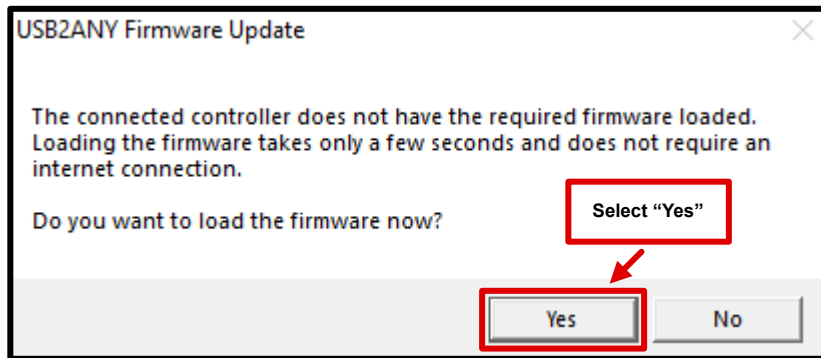 USB2ANY Firmware Update
The connected controller does not have the required firmware loaded.
Loading the firmware takes only a few seconds and does not require an
internet connection.
Do you want to load the firmware now?
Select “Yes”
Yes
No